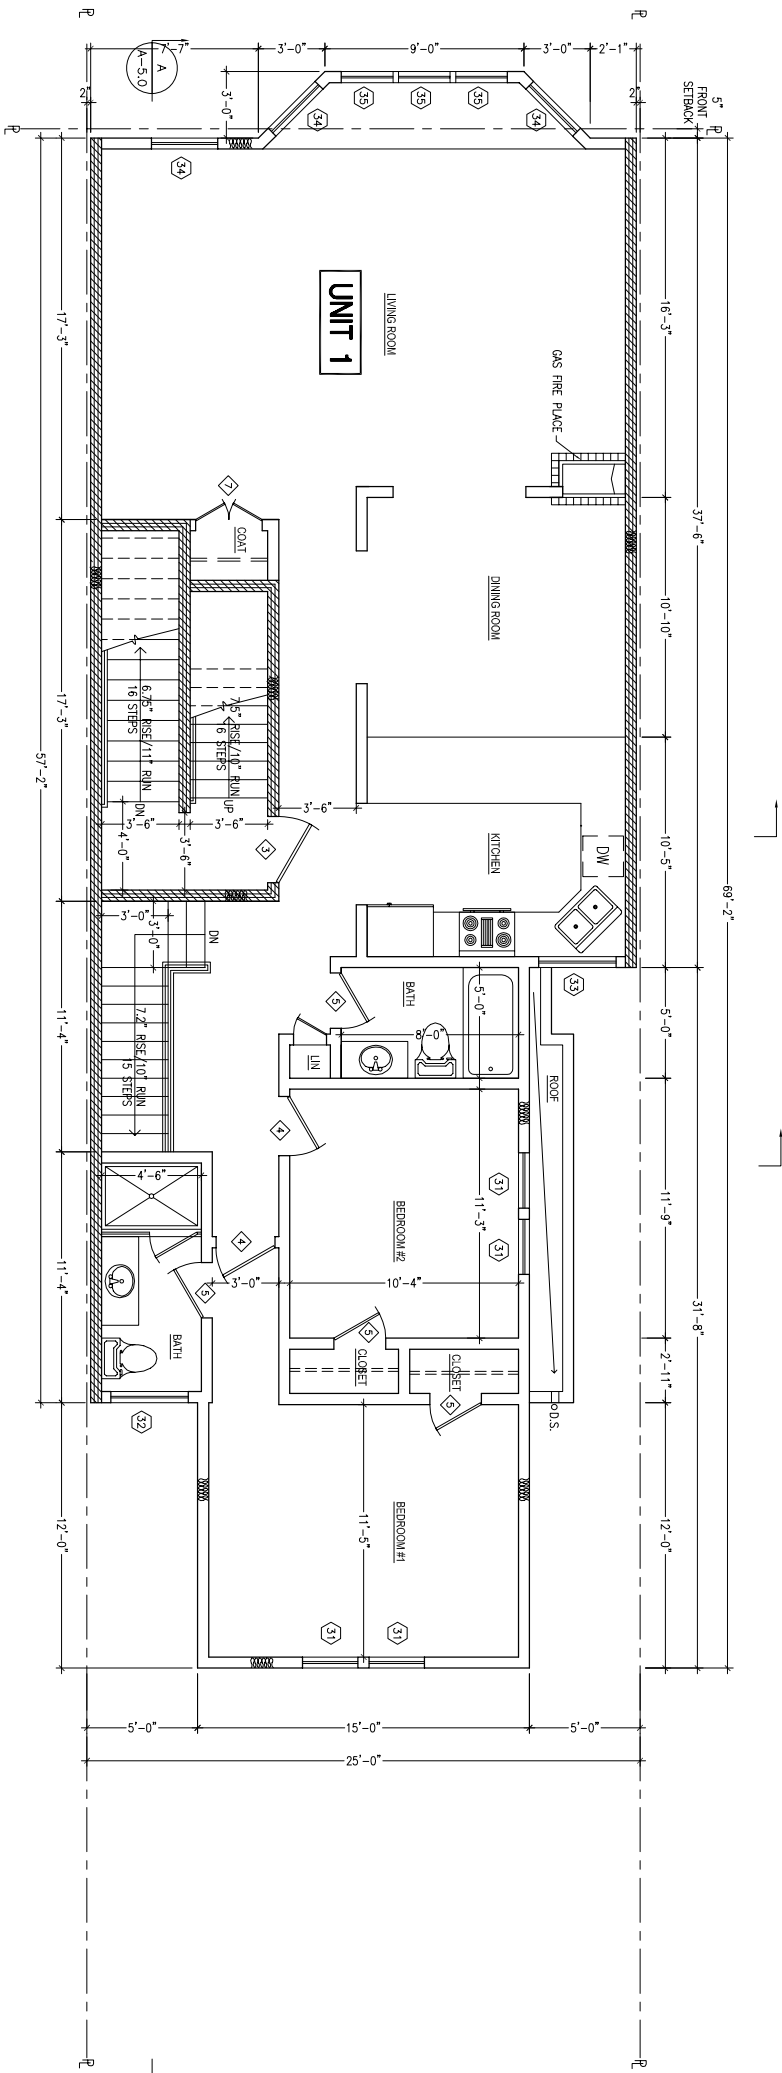 PL
PL
7'-7"
3'-0"
9'-0"
3'-0"
2'-1"
A
A-5.0
2"
3'-0"
2"
5"
FRONT
SETBACK
PL
PL
35
35
35
34
34
34
17'-3"
UNIT 1
LIVING ROOM
16'-3"
GAS FIRE PLACE
37'-6"
7
COAT
DINING ROOM
10'-10"
6.75" RISE/11" RUN
16 STEPS
DN
7.5" RISE/10" RUN
6 STEPS
UP
17'-3"
57'-2"
3'-6"
3'-6"
3'-6"
4'-0"
3'-6"
3
KITCHEN
DW
10'-5"
69'-2"
3'-0"
3'-0"
DN
7.2" RISE/10" RUN
15 STEPS
11'-4"
5
BATH
5'-0"
8'-0"
LIN
33
5'-0"
ROOF
4
4'-6"
BEDROOM #2
11'-3"
31
31
11'-9"
4
3'-0"
10'-4"
5
BATH
11'-4"
5
CLOSET
CLOSET
5
2'-11"
31'-8"
D.S.
32
12'-0"
BEDROOM #1
11'-5"
12'-0"
31
31
5'-0"
15'-0"
5'-0"
25'-0"
PL
PL